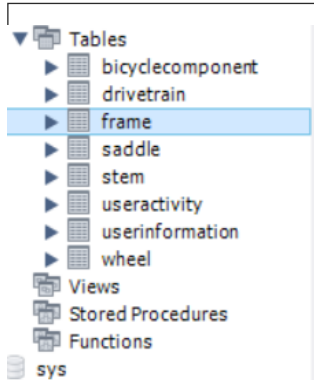 Tables
bicyclecomponent
drivetrain
frame
saddle
stem
useractivity
userinformation
wheel
Views
Stored Procedures
Functions
sys